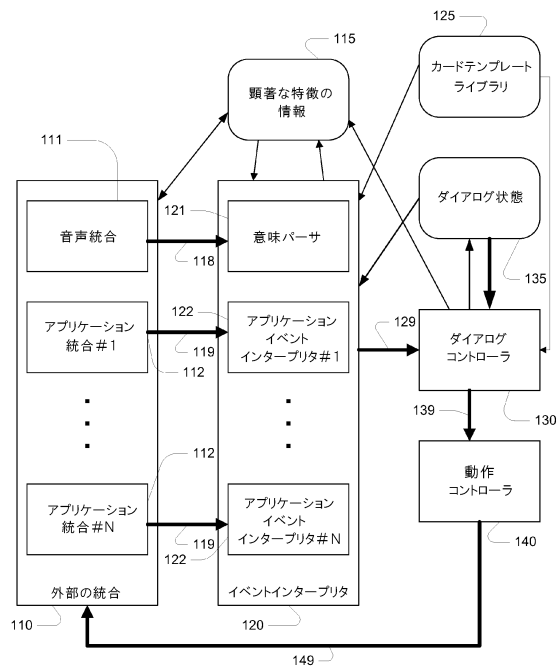 115
顕著な特徴の
情報
125
カードテンプレート
ライブラリ
111
音声統合
118
121
意味パーサ
ダイアログ状態
135
アプリケーション
統合#1
119
112
122
アプリケーション
イベント
インタープリタ#1
129
ダイアログ
コントローラ
130
139
アプリケーション
統合#N
112
119
122
アプリケーション
イベント
インタープリタ#N
動作
コントローラ
140
外部の統合
110
イベントインタープリタ
120
149